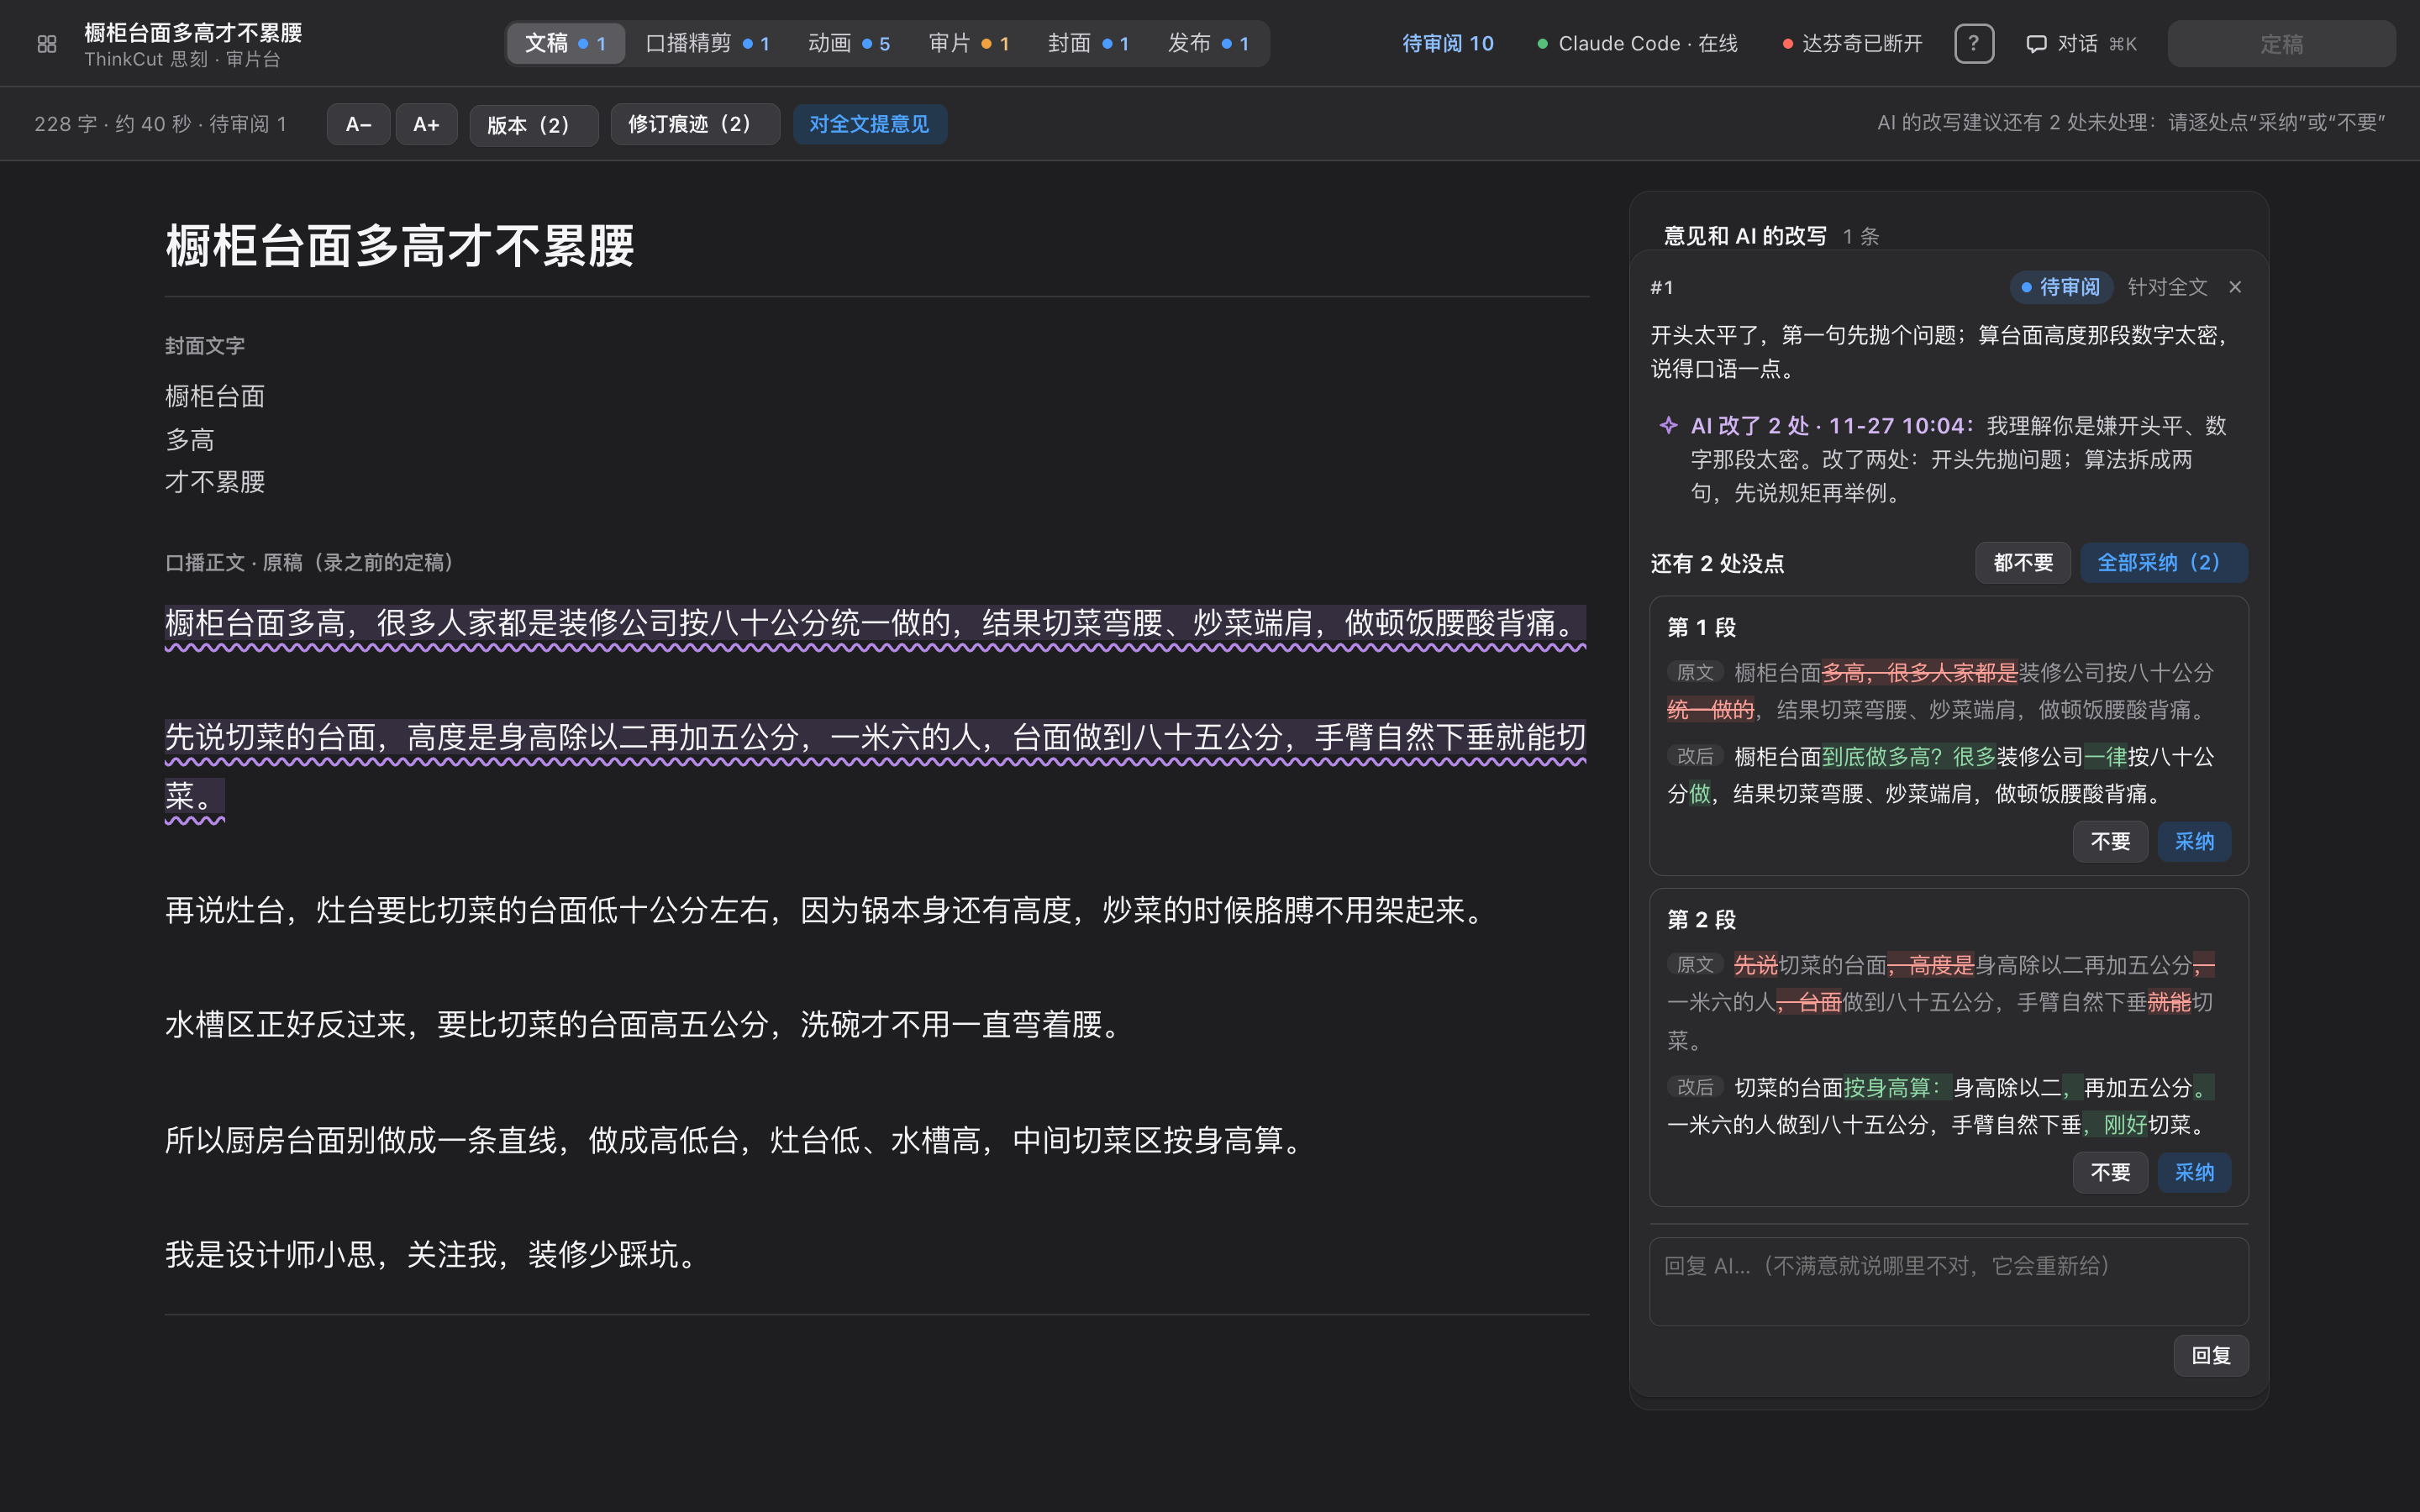 橱柜台面多高才不累腰
ThinkCut 思刻 · 审片台
文稿 1 口播精剪 1 动画 5 审片 1 封面 1 发布 1
待审阅 10
Claude Code · 在线
达芬奇已断开
?
对话 ⌘K
定稿
228 字 · 约 40 秒 · 待审阅 1
A− A+ 版本（2） 修订痕迹（2） 对全文提意见
AI 的改写建议还有 2 处未处理：请逐处点“采纳”或“不要”
橱柜台面多高才不累腰
封面文字
橱柜台面
多高
才不累腰
口播正文 · 原稿（录之前的定稿）
橱柜台面多高，很多人家都是装修公司按八十公分统一做的，结果切菜弯腰、炒菜端肩，做顿饭腰酸背痛。
先说切菜的台面，高度是身高除以二再加五公分，一米六的人，台面做到八十五公分，手臂自然下垂就能切
菜。
再说灶台，灶台要比切菜的台面低十公分左右，因为锅本身还有高度，炒菜的时候胳膊不用架起来。
水槽区正好反过来，要比切菜的台面高五公分，洗碗才不用一直弯着腰。
所以厨房台面别做成一条直线，做成高低台，灶台低、水槽高，中间切菜区按身高算。
我是设计师小思，关注我，装修少踩坑。
意见和 AI 的改写 1 条
#1 待审阅 针对全文 ×
开头太平了，第一句先抛个问题；算台面高度那段数字太密，
说得口语一点。
AI 改了 2 处 · 11-27 10:04：我理解你是嫌开头平、数
字那段太密。改了两处：开头先抛问题；算法拆成两
句，先说规矩再举例。
还有 2 处没点 都不要 全部采纳（2）
第 1 段
原文 橱柜台面多高，很多人家都是装修公司按八十公分
统一做的，结果切菜弯腰、炒菜端肩，做顿饭腰酸背痛。
改后 橱柜台面到底做多高？很多装修公司一律按八十公
分做，结果切菜弯腰、炒菜端肩，做顿饭腰酸背痛。
不要 采纳
第 2 段
原文 先说切菜的台面，高度是身高除以二再加五公分，
一米六的人，台面做到八十五公分，手臂自然下垂就能切
菜。
改后 切菜的台面按身高算：身高除以二，再加五公分。
一米六的人做到八十五公分，手臂自然下垂，刚好切菜。
不要 采纳
回复 AI...（不满意就说哪里不对，它会重新给）
回复